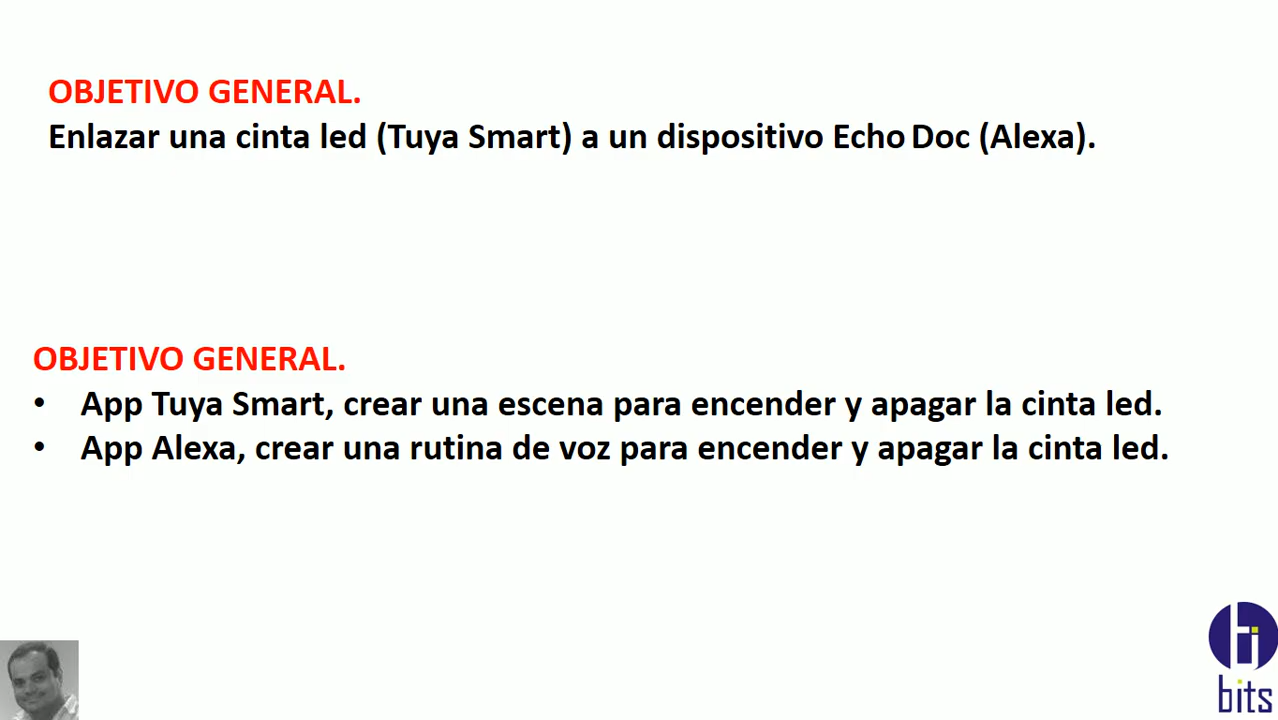 OBJETIVO GENERAL.
Enlazar una cinta led (Tuya Smart) a un dispositivo Echo Doc (Alexa).
OBJETIVO GENERAL.
• App Tuya Smart, crear una escena para encender y apagar la cinta led.
• App Alexa, crear una rutina de voz para encender y apagar la cinta led.
bits